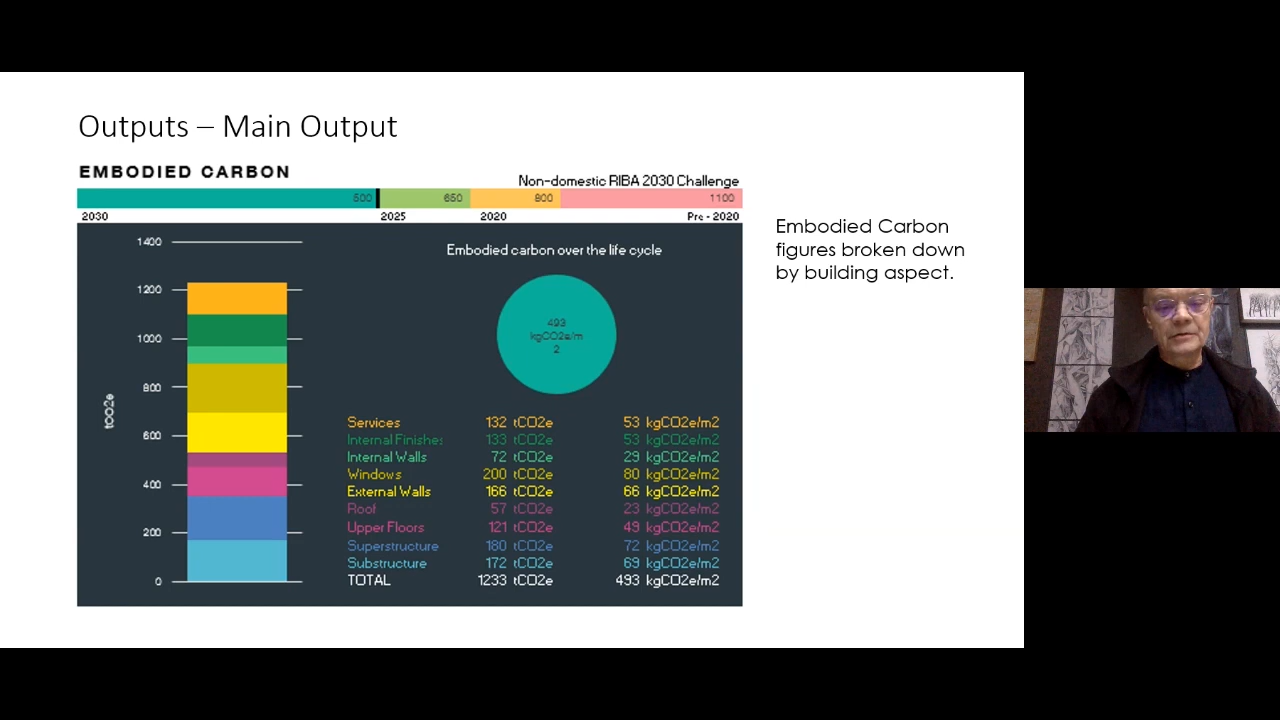 Outputs – Main Output
EMBODIED CARBON
Non-domestic RIBA 2030 Challenge
500 650 800 1100
2030 2025 2020 Pre - 2020
Embodied Carbon
figures broken down
by building aspect.
Embodied carbon over the life cycle
493
kgCO2e/m
2
tCO2e
1400
1200
1000
800
600
400
200
0
Services 132 tCO2e 53 kgCO2e/m2
Internal Finishes 133 tCO2e 53 kgCO2e/m2
Internal Walls 72 tCO2e 29 kgCO2e/m2
Windows 200 tCO2e 80 kgCO2e/m2
External Walls 166 tCO2e 66 kgCO2e/m2
Roof 57 tCO2e 23 kgCO2e/m2
Upper Floors 121 tCO2e 49 kgCO2e/m2
Superstructure 180 tCO2e 72 kgCO2e/m2
Substructure 172 tCO2e 69 kgCO2e/m2
TOTAL 1233 tCO2e 493 kgCO2e/m2